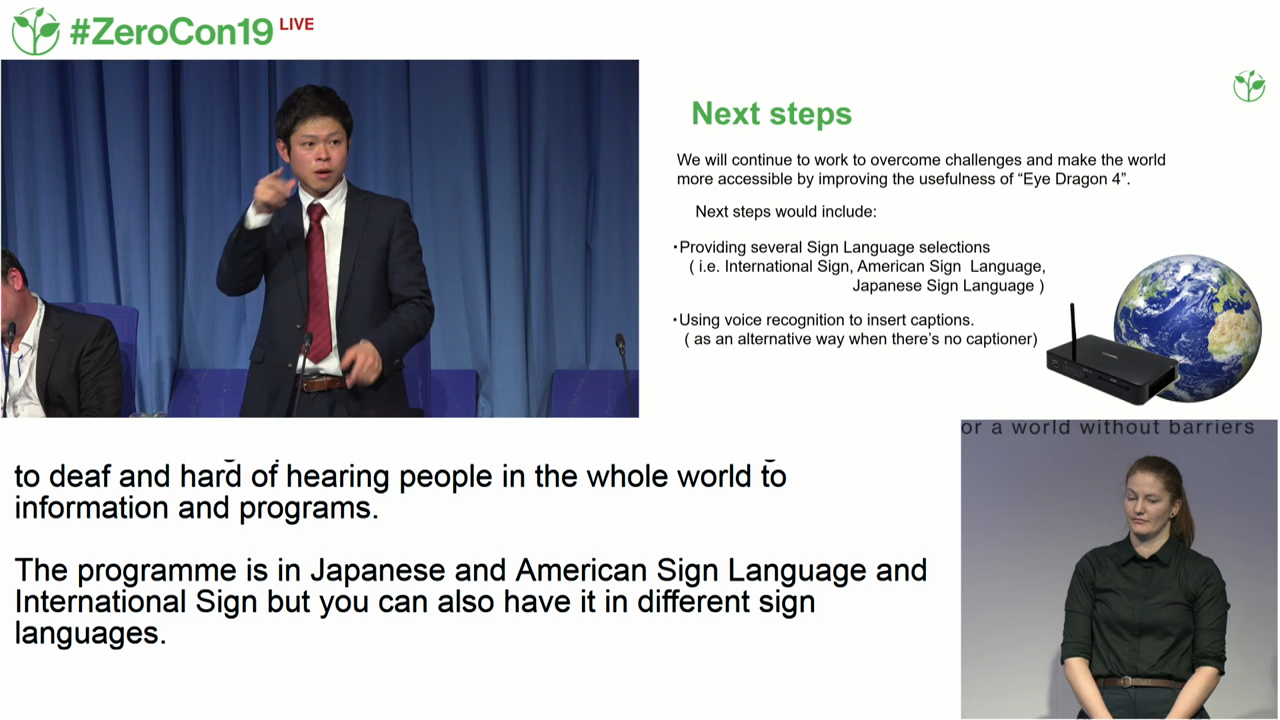 #ZeroCon19 LIVE
Next steps
We will continue to work to overcome challenges and make the world
more accessible by improving the usefulness of “Eye Dragon 4”.
Next steps would include:
・Providing several Sign Language selections
( i.e. International Sign, American Sign Language,
Japanese Sign Language )
・Using voice recognition to insert captions.
( as an alternative way when there’s no captioner)
to deaf and hard of hearing people in the whole world to
information and programs.
The programme is in Japanese and American Sign Language and
International Sign but you can also have it in different sign
languages.
or a world without barriers